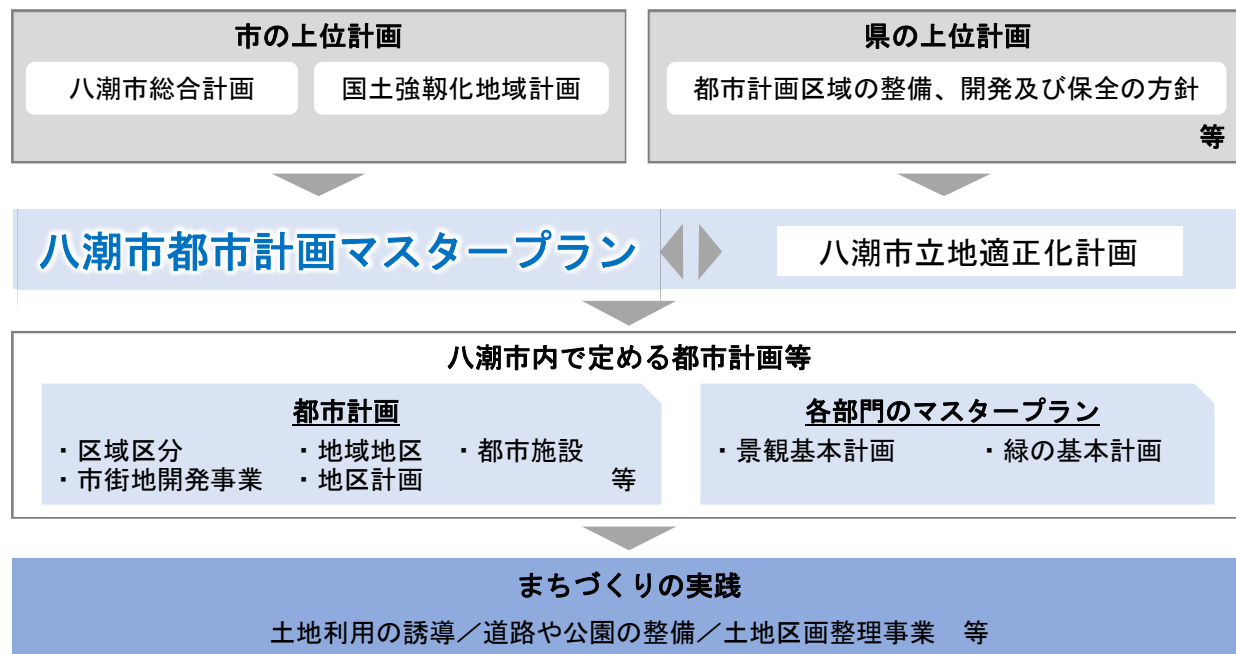 市の上位計画
八潮市総合計画
国土強靱化地域計画
県の上位計画
都市計画区域の整備、開発及び保全の方針
等
八潮市都市計画マスタープラン
八潮市立地適正化計画
八潮市内で定める都市計画等
都市計画
・区域区分 ・地域地区 ・都市施設
・市街地開発事業 ・地区計画 等
各部門のマスタープラン
・景観基本計画 ・緑の基本計画
まちづくりの実践
土地利用の誘導／道路や公園の整備／土地区画整理事業　等